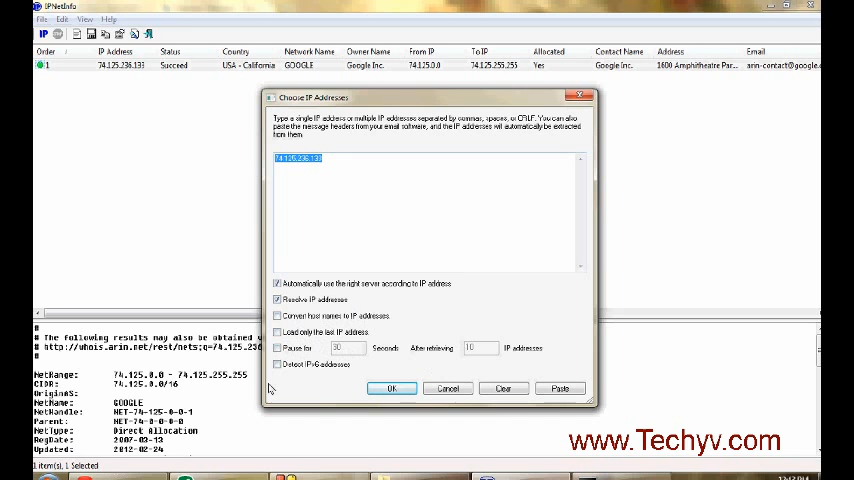 IPNetInfo
File Edit View Help
IP
Order / IP Address Status Country Network Name Owner Name From IP To IP Allocated Contact Name Address Email
1 74.125.236.133 Succeed USA - California GOOGLE Google Inc. 74.125.0.0 74.125.255.255 Yes Google Inc. 1600 Amphitheatre Par... arin-contact@google.c
Choose IP Addresses
Type a single IP address or multiple IP addresses separated by commas, spaces, or CRLF. You can also
paste the message headers from your email software, and the IP addresses will automatically be extracted
from them.
74.125.236.133
Automatically use the right server according to IP address
Resolve IP addresses
Convert host names to IP addresses.
Load only the last IP address.
Pause for 30 Seconds After retrieving 10 IP addresses
Detect IPv6 addresses
OK Cancel Clear Paste
#
# The following results may also be obtained
# http://whois.arin.net/rest/nets;q=74.125.236
#
NetRange: 74.125.0.0 - 74.125.255.255
CIDR: 74.125.0.0/16
OriginAS:
NetName: GOOGLE
NetHandle: NET-74-125-0-0-1
Parent: NET-74-0-0-0-0
NetType: Direct Allocation
RegDate: 2007-03-13
Updated: 2012-02-24
www.Techyv.com
1 item(s), 1 Selected